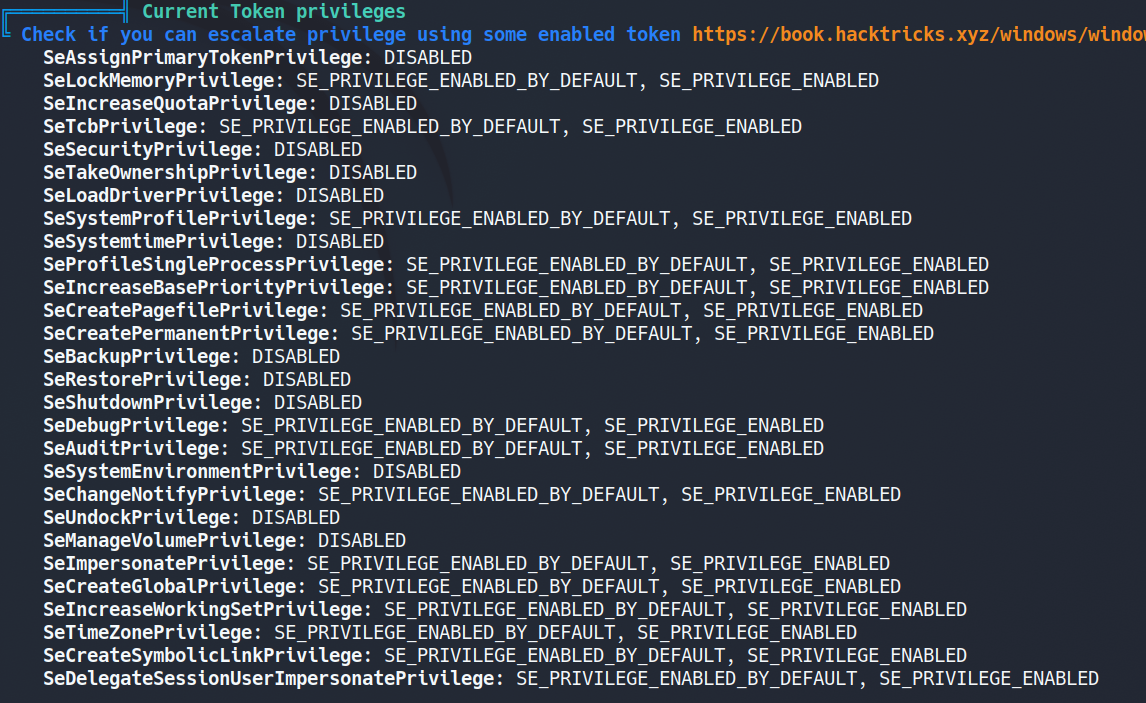 Current Token privileges
Check if you can escalate privilege using some enabled token https://book.hacktricks.xyz/windows/windo
SeAssignPrimaryTokenPrivilege: DISABLED
SeLockMemoryPrivilege: SE_PRIVILEGE_ENABLED_BY_DEFAULT, SE_PRIVILEGE_ENABLED
SeIncreaseQuotaPrivilege: DISABLED
SeTcbPrivilege: SE_PRIVILEGE_ENABLED_BY_DEFAULT, SE_PRIVILEGE_ENABLED
SeSecurityPrivilege: DISABLED
SeTakeOwnershipPrivilege: DISABLED
SeLoadDriverPrivilege: DISABLED
SeSystemProfilePrivilege: SE_PRIVILEGE_ENABLED_BY_DEFAULT, SE_PRIVILEGE_ENABLED
SeSystemtimePrivilege: DISABLED
SeProfileSingleProcessPrivilege: SE_PRIVILEGE_ENABLED_BY_DEFAULT, SE_PRIVILEGE_ENABLED
SeIncreaseBasePriorityPrivilege: SE_PRIVILEGE_ENABLED_BY_DEFAULT, SE_PRIVILEGE_ENABLED
SeCreatePagefilePrivilege: SE_PRIVILEGE_ENABLED_BY_DEFAULT, SE_PRIVILEGE_ENABLED
SeCreatePermanentPrivilege: SE_PRIVILEGE_ENABLED_BY_DEFAULT, SE_PRIVILEGE_ENABLED
SeBackupPrivilege: DISABLED
SeRestorePrivilege: DISABLED
SeShutdownPrivilege: DISABLED
SeDebugPrivilege: SE_PRIVILEGE_ENABLED_BY_DEFAULT, SE_PRIVILEGE_ENABLED
SeAuditPrivilege: SE_PRIVILEGE_ENABLED_BY_DEFAULT, SE_PRIVILEGE_ENABLED
SeSystemEnvironmentPrivilege: DISABLED
SeChangeNotifyPrivilege: SE_PRIVILEGE_ENABLED_BY_DEFAULT, SE_PRIVILEGE_ENABLED
SeUndockPrivilege: DISABLED
SeManageVolumePrivilege: DISABLED
SeImpersonatePrivilege: SE_PRIVILEGE_ENABLED_BY_DEFAULT, SE_PRIVILEGE_ENABLED
SeCreateGlobalPrivilege: SE_PRIVILEGE_ENABLED_BY_DEFAULT, SE_PRIVILEGE_ENABLED
SeIncreaseWorkingSetPrivilege: SE_PRIVILEGE_ENABLED_BY_DEFAULT, SE_PRIVILEGE_ENABLED
SeTimeZonePrivilege: SE_PRIVILEGE_ENABLED_BY_DEFAULT, SE_PRIVILEGE_ENABLED
SeCreateSymbolicLinkPrivilege: SE_PRIVILEGE_ENABLED_BY_DEFAULT, SE_PRIVILEGE_ENABLED
SeDelegateSessionUserImpersonatePrivilege: SE_PRIVILEGE_ENABLED_BY_DEFAULT, SE_PRIVILEGE_ENABLED